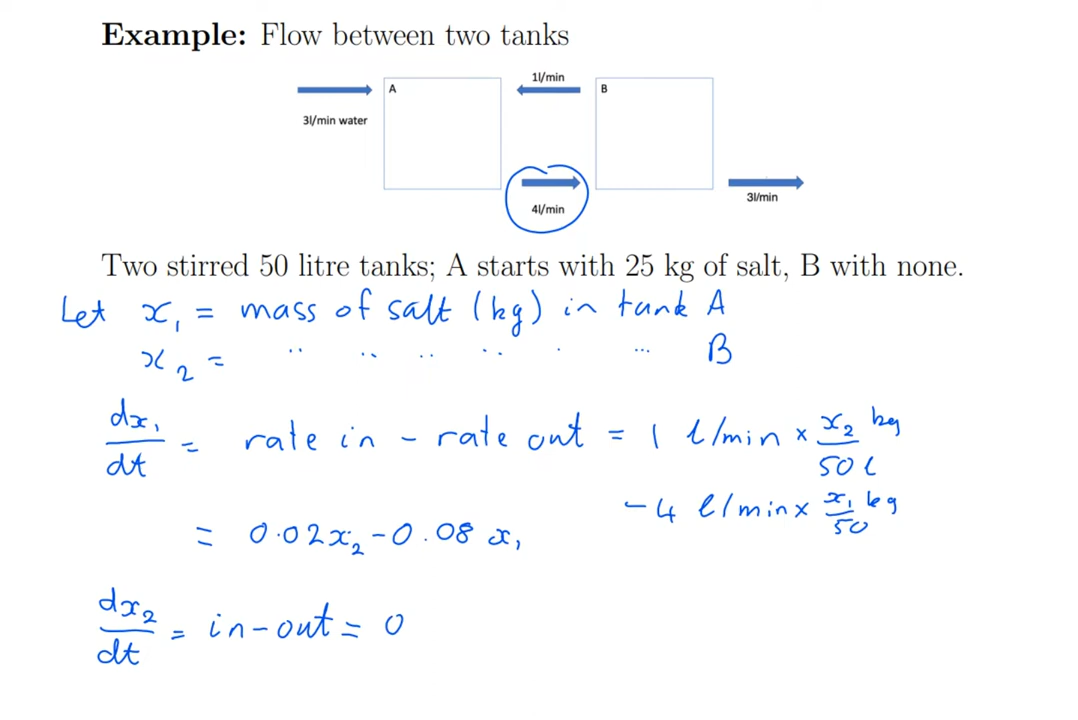 Example: Flow between two tanks
1l/min
A
B
3l/min water
3l/min
4l/min
Two stirred 50 litre tanks; A starts with 25 kg of salt, B with none.
Let x₁ = mass of salt (kg) in tank A
x₂ = .. .. .. .. . ... B
dx₁/dt = rate in - rate out = 1 l/min × x₂ kg/50 l
- 4 l/min × x₁ kg/50
= 0.02x₂ - 0.08 x₁
dx₂/dt = in - out = 0